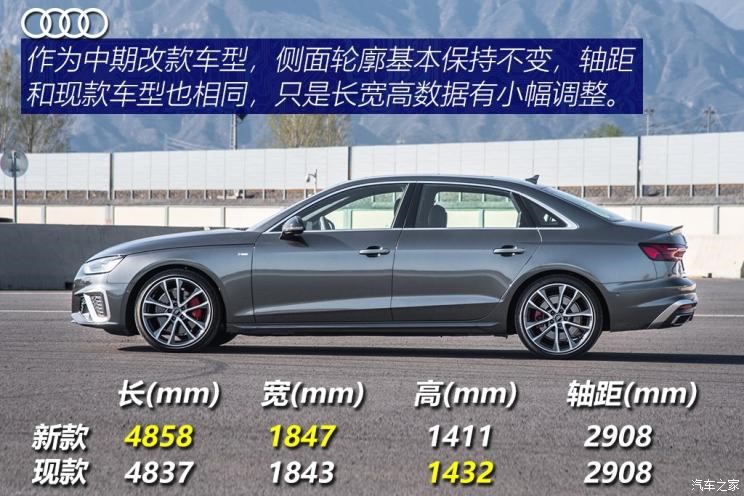 作为中期改款车型，侧面轮廓基本保持不变，轴距
和现款车型也相同，只是长宽高数据有小幅调整。
长(mm) 宽(mm) 高(mm) 轴距(mm)
新款 4858 1847 1411 2908
现款 4837 1843 1432 2908
汽车之家